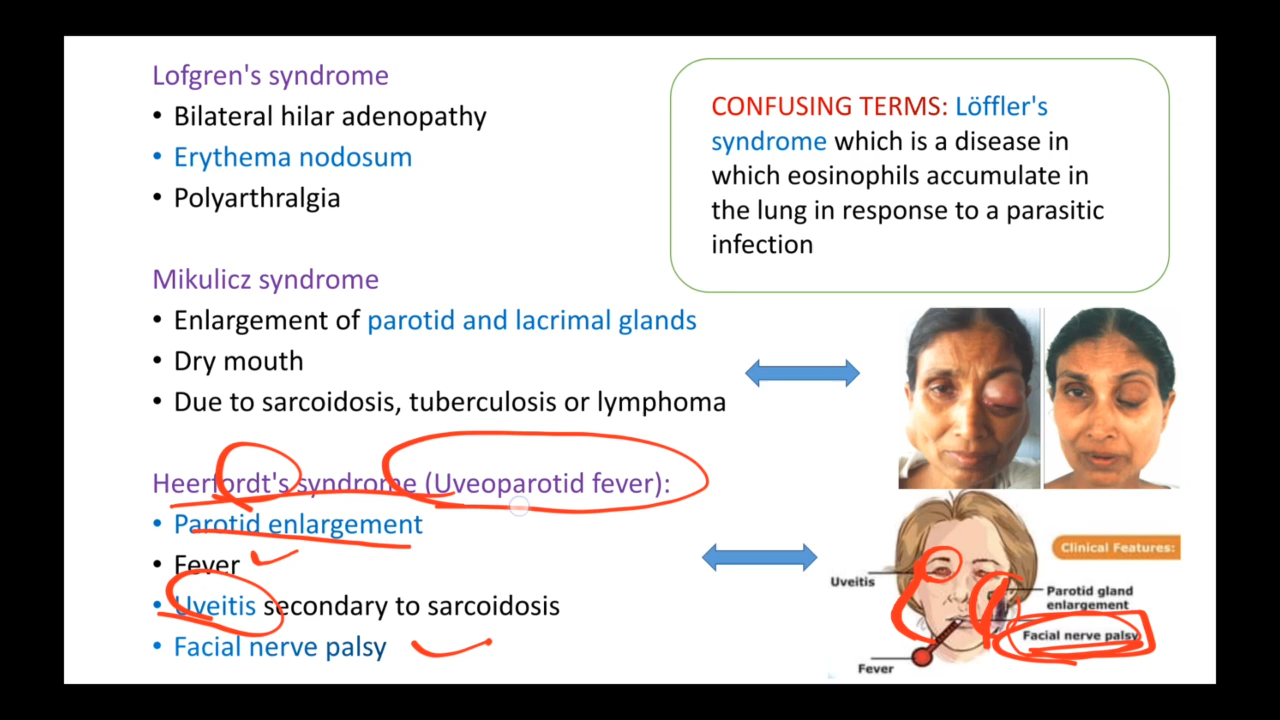 Lofgren's syndrome
• Bilateral hilar adenopathy
• Erythema nodosum
• Polyarthralgia
CONFUSING TERMS: Löffler's
syndrome which is a disease in
which eosinophils accumulate in
the lung in response to a parasitic
infection
Mikulicz syndrome
• Enlargement of parotid and lacrimal glands
• Dry mouth
• Due to sarcoidosis, tuberculosis or lymphoma
Heerfordt's syndrome (Uveoparotid fever):
• Parotid enlargement
• Fever
• Uveitis secondary to sarcoidosis
• Facial nerve palsy
Clinical Features:
Uveitis
Parotid gland
enlargement
Facial nerve palsy
Fever